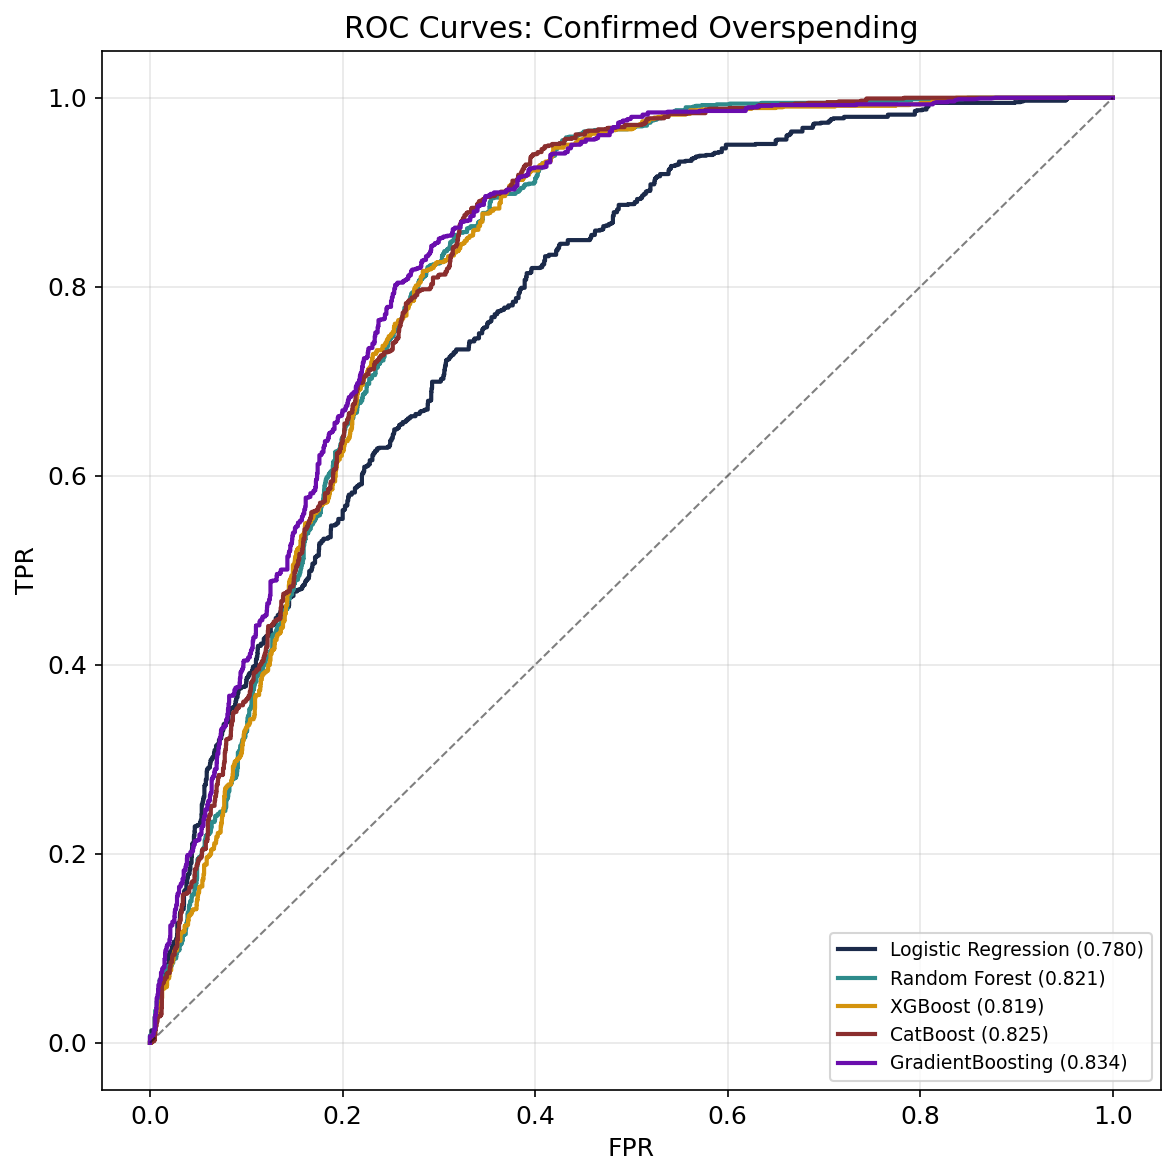 ROC Curves: Confirmed Overspending
TPR
1.0
0.8
0.6
0.4
0.2
0.0
0.0 0.2 0.4 0.6 0.8 1.0
FPR
Logistic Regression (0.780)
Random Forest (0.821)
XGBoost (0.819)
CatBoost (0.825)
GradientBoosting (0.834)